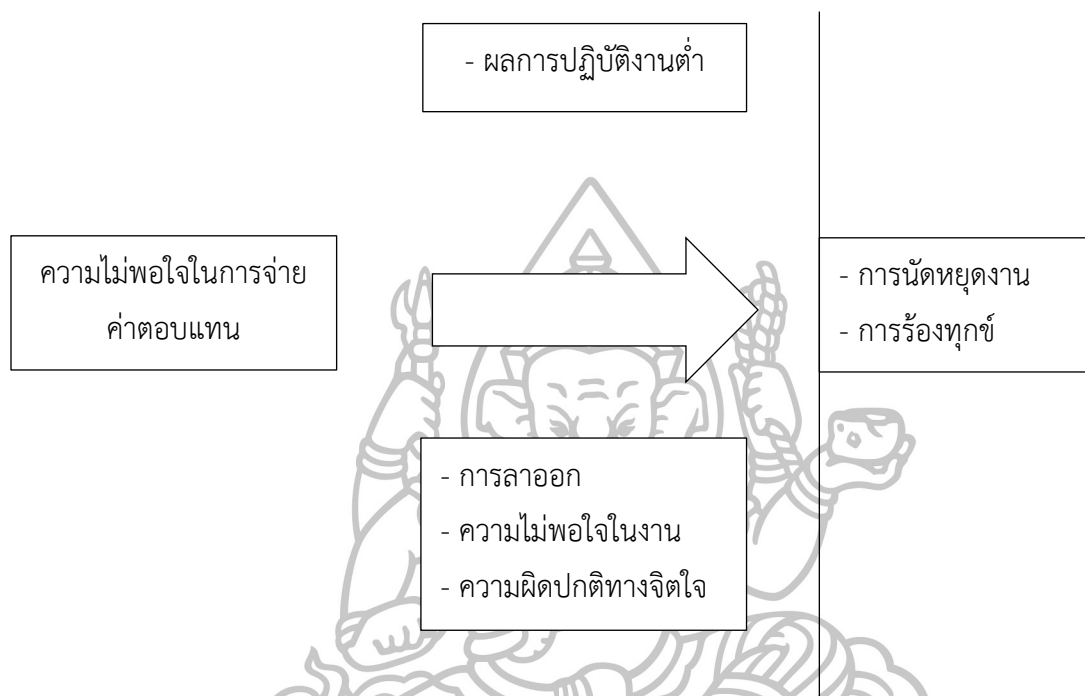 - ผลการปฏิบัติงานต่ำ
ความไม่พอใจในการจ่าย
ค่าตอบแทน
- การนัดหยุดงาน
- การร้องทุกข์
- การลาออก
- ความไม่พอใจในงาน
- ความผิดปกติทางจิตใจ